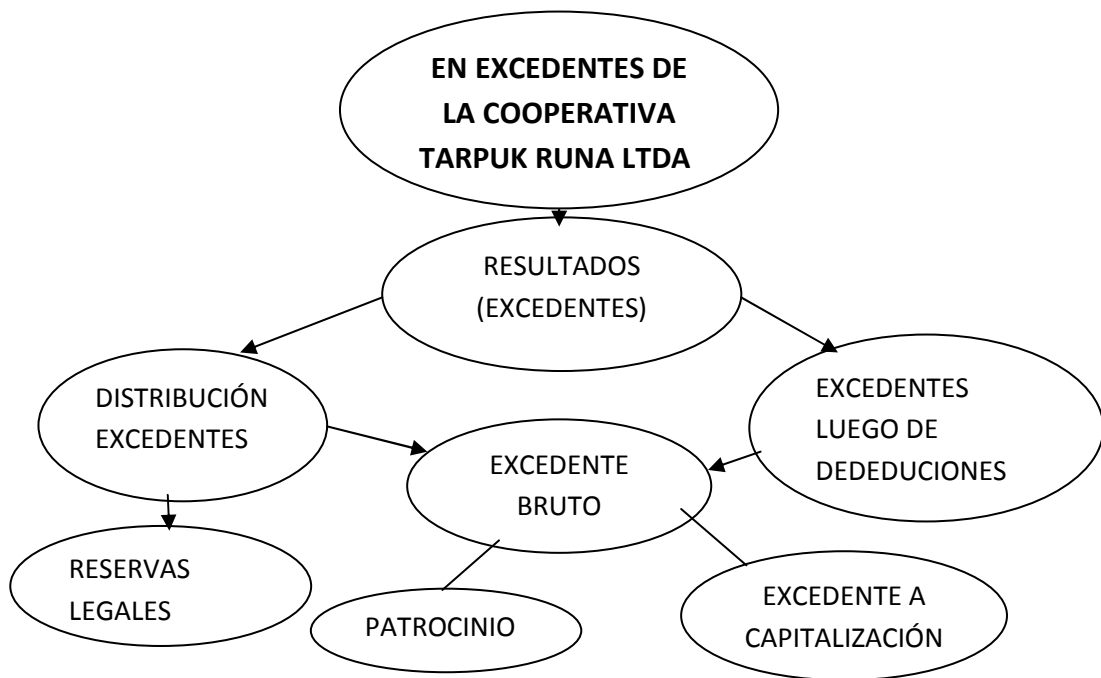 EN EXCEDENTES DE
LA COOPERATIVA
TARPUK RUNA LTDA
RESULTADOS
(EXCEDENTES)
DISTRIBUCIÓN
EXCEDENTES
EXCEDENTES
LUEGO DE
DEDEDUCIONES
EXCEDENTE
BRUTO
RESERVAS
LEGALES
PATROCINIO
EXCEDENTE A
CAPITALIZACIÓN